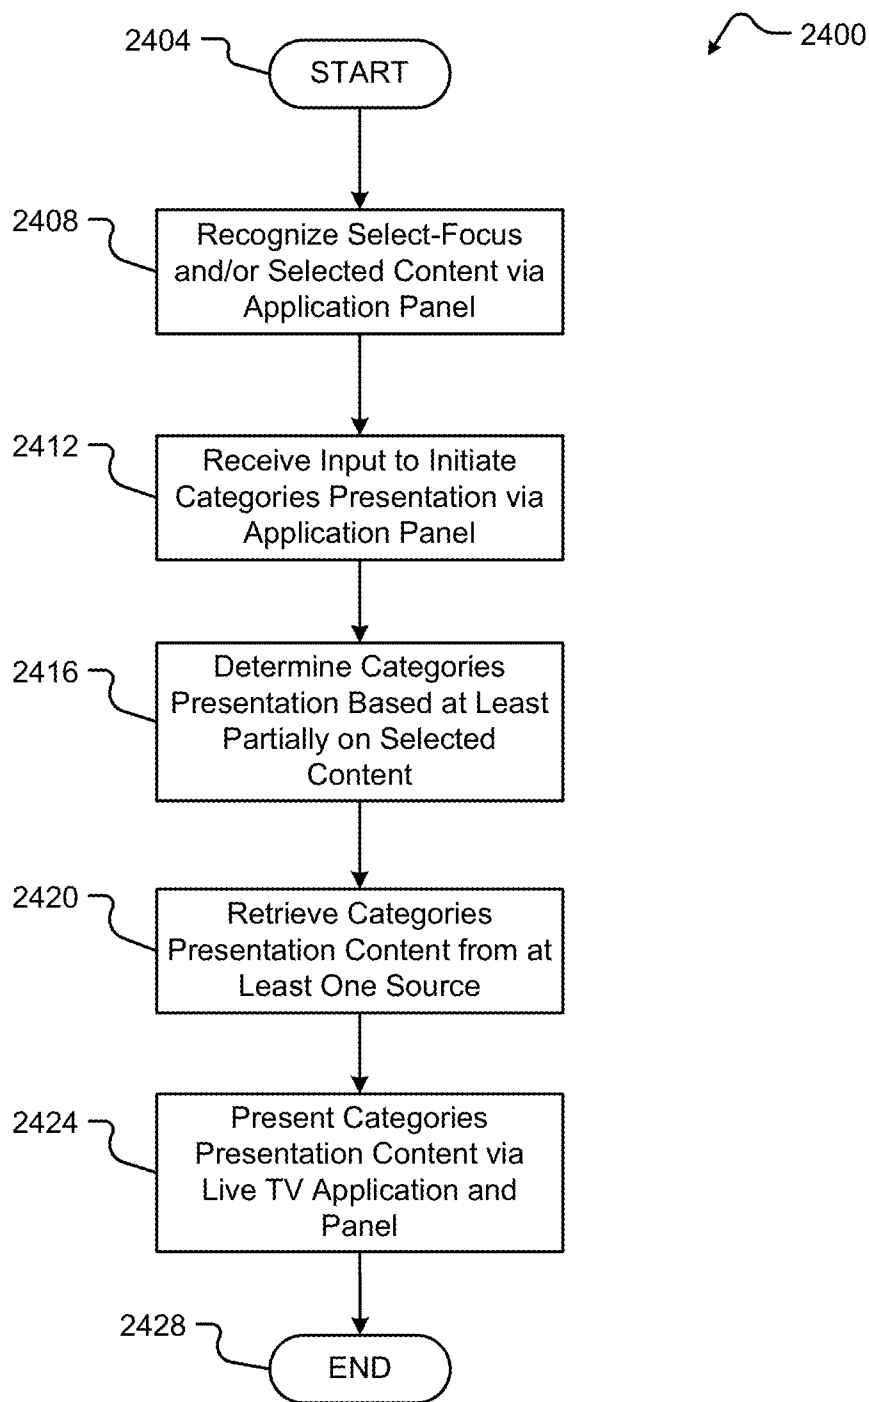 2404
START
2400
2408
Recognize Select-Focus
and/or Selected Content via
Application Panel
2412
Receive Input to Initiate
Categories Presentation via
Application Panel
2416
Determine Categories
Presentation Based at Least
Partially on Selected
Content
2420
Retrieve Categories
Presentation Content from at
Least One Source
2424
Present Categories
Presentation Content via
Live TV Application and
Panel
2428
END